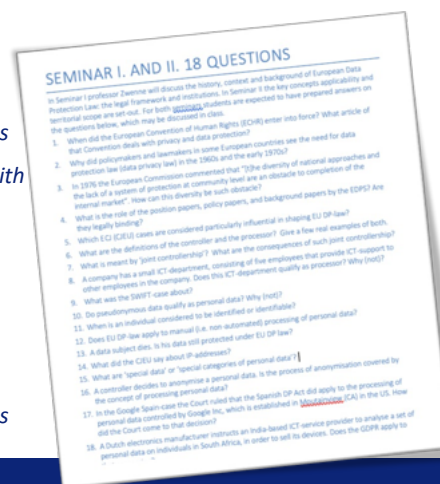 SEMINAR I. AND II. 18 QUESTIONS
In Seminar I professor Zwenne will discuss the history, context and background of European Data
Protection Law: the legal framework and institutions. In Seminar II the key concepts applicability and
territorial scope are set-out. For both seminars students are expected to have prepared answers on
the questions below, which may be discussed in class.
1. When did the European Convention of Human Rights (ECHR) enter into force? What article of
that Convention deals with privacy and data protection?
2. Why did policymakers and lawmakers in some European countries see the need for data
protection law (data privacy law) in the 1960s and the early 1970s?
3. In 1976 the European Commission commented that "[t]he diversity of national approaches and
the lack of a system of protection at community level are an obstacle to completion of the
internal market". How can this diversity be such obstacle?
4. What is the role of the position papers, policy papers, and background papers by the EDPS? Are
they legally binding?
5. Which ECJ (CJEU) cases are considered particularly influential in shaping EU DP-law?
6. What are the definitions of the controller and the processor? Give a few real examples of both.
7. What is meant by 'joint controllership'? What are the consequences of such joint controllership?
8. A company has a small ICT department, consisting of five employees that provide ICT-support to
other employees in the company. Does this ICT-department qualify as processor? Why (not)?
9. What was the SWIFT-case about?
10. Do pseudonymous data qualify as personal data? Why (not)?
11. When is an individual considered to be identified or identifiable?
12. Does EU DP-law apply to manual (i.e. non-automated) processing of personal data?
13. A data subject dies. Is his data still protected under EU DP law?
14. What did the CJEU say about IP-addresses?
15. What are 'special data' or 'special categories of personal data'?
16. A controller decides to anonymise a personal data. Is the process of anonymisation covered by
the concept of processing personal data?
17. In the Google Spain-case the Court ruled that the Spanish DP Act did apply to the processing of
personal data controlled by Google Inc, which is established in Mountainview (CA) in the US. How
did the Court come to that decision?
18. A Dutch electronics manufacturer instructs an India-based ICT-service provider to analyse a set of
personal data on individuals in South Africa, in order to sell its devices. Does the GDPR apply to
s
with
s